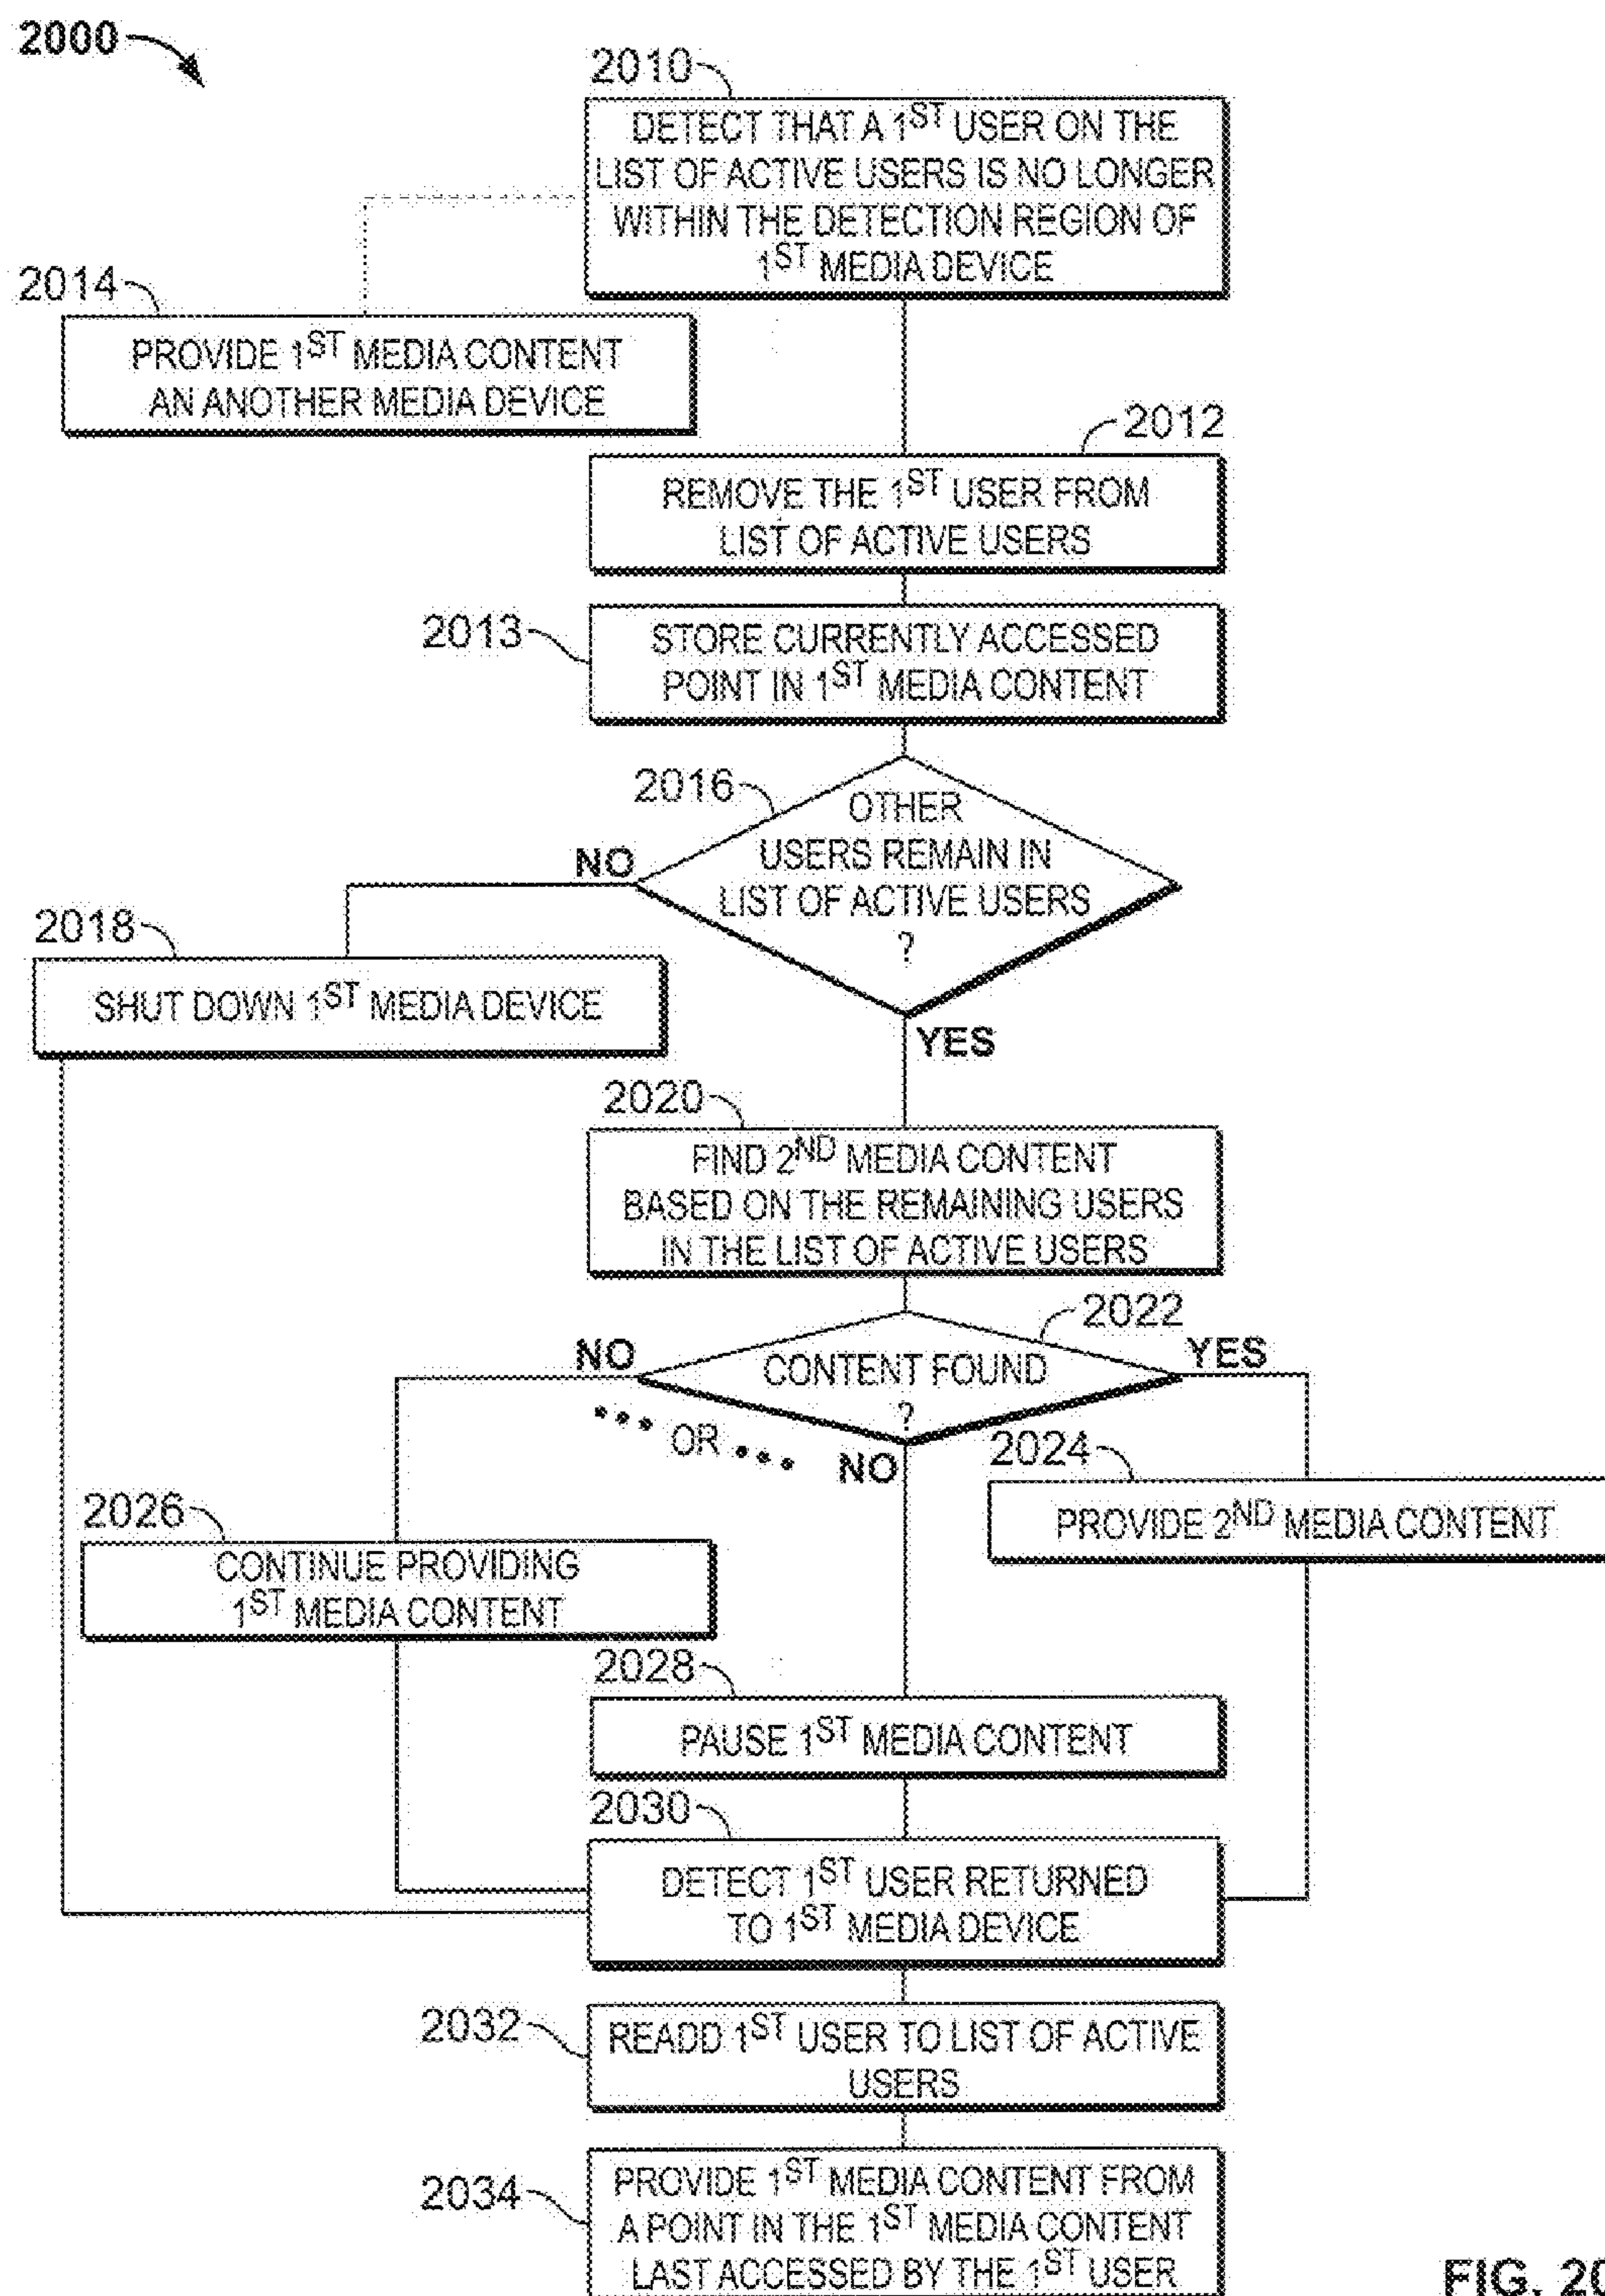 2000
2010
DETECT THAT A 1ST USER ON THE
LIST OF ACTIVE USERS IS NO LONGER
WITHIN THE DETECTION REGION OF
1ST MEDIA DEVICE
2014
PROVIDE 1ST MEDIA CONTENT
AN ANOTHER MEDIA DEVICE
2012
REMOVE THE 1ST USER FROM
LIST OF ACTIVE USERS
2013
STORE CURRENTLY ACCESSED
POINT IN 1ST MEDIA CONTENT
2016
OTHER
USERS REMAIN IN
LIST OF ACTIVE USERS
?
NO
YES
2018
SHUT DOWN 1ST MEDIA DEVICE
2020
FIND 2ND MEDIA CONTENT
BASED ON THE REMAINING USERS
IN THE LIST OF ACTIVE USERS
2022
CONTENT FOUND
?
NO
YES
OR
NO
2024
PROVIDE 2ND MEDIA CONTENT
2026
CONTINUE PROVIDING
1ST MEDIA CONTENT
2028
PAUSE 1ST MEDIA CONTENT
2030
DETECT 1ST USER RETURNED
TO 1ST MEDIA DEVICE
2032
READD 1ST USER TO LIST OF ACTIVE
USERS
2034
PROVIDE 1ST MEDIA CONTENT FROM
A POINT IN THE 1ST MEDIA CONTENT
LAST ACCESSED BY THE 1ST USER
FIG. 20